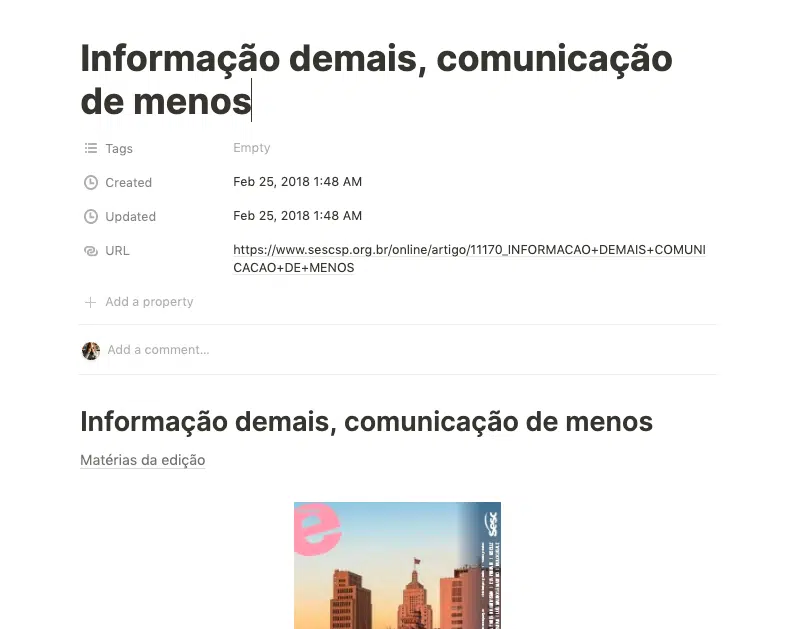 Informação demais, comunicação
de menos
Tags Empty
Created Feb 25, 2018 1:48 AM
Updated Feb 25, 2018 1:48 AM
URL https://www.sescsp.org.br/online/artigo/11170_INFORMACAO+DEMAIS+COMUNI
CACAO+DE+MENOS
Add a property
Add a comment…
Informação demais, comunicação de menos
Matérias da edição
e
sesc